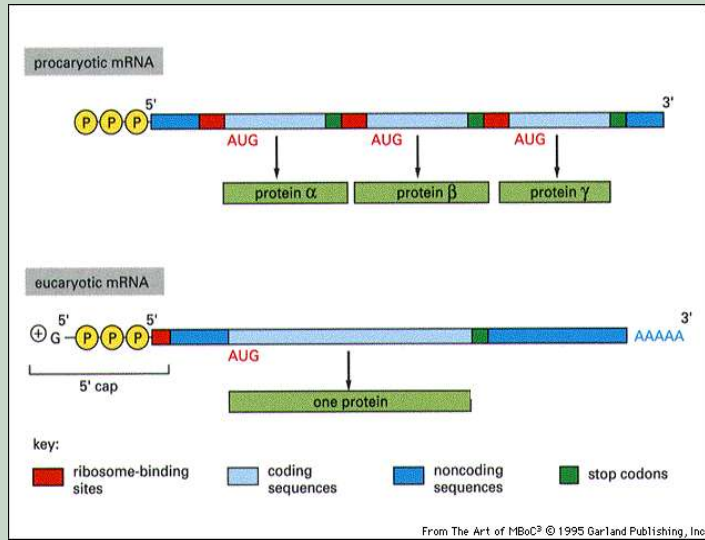 procaryotic mRNA
5' 3'
P P P
AUG AUG AUG
protein α protein β protein γ
eucaryotic mRNA
5' 5' 3'
+ G P P P AAAAA
AUG
5' cap
one protein
key:
ribosome-binding
sites
coding
sequences
noncoding
sequences
stop codons
From The Art of MBoC³ © 1995 Garland Publishing, Inc